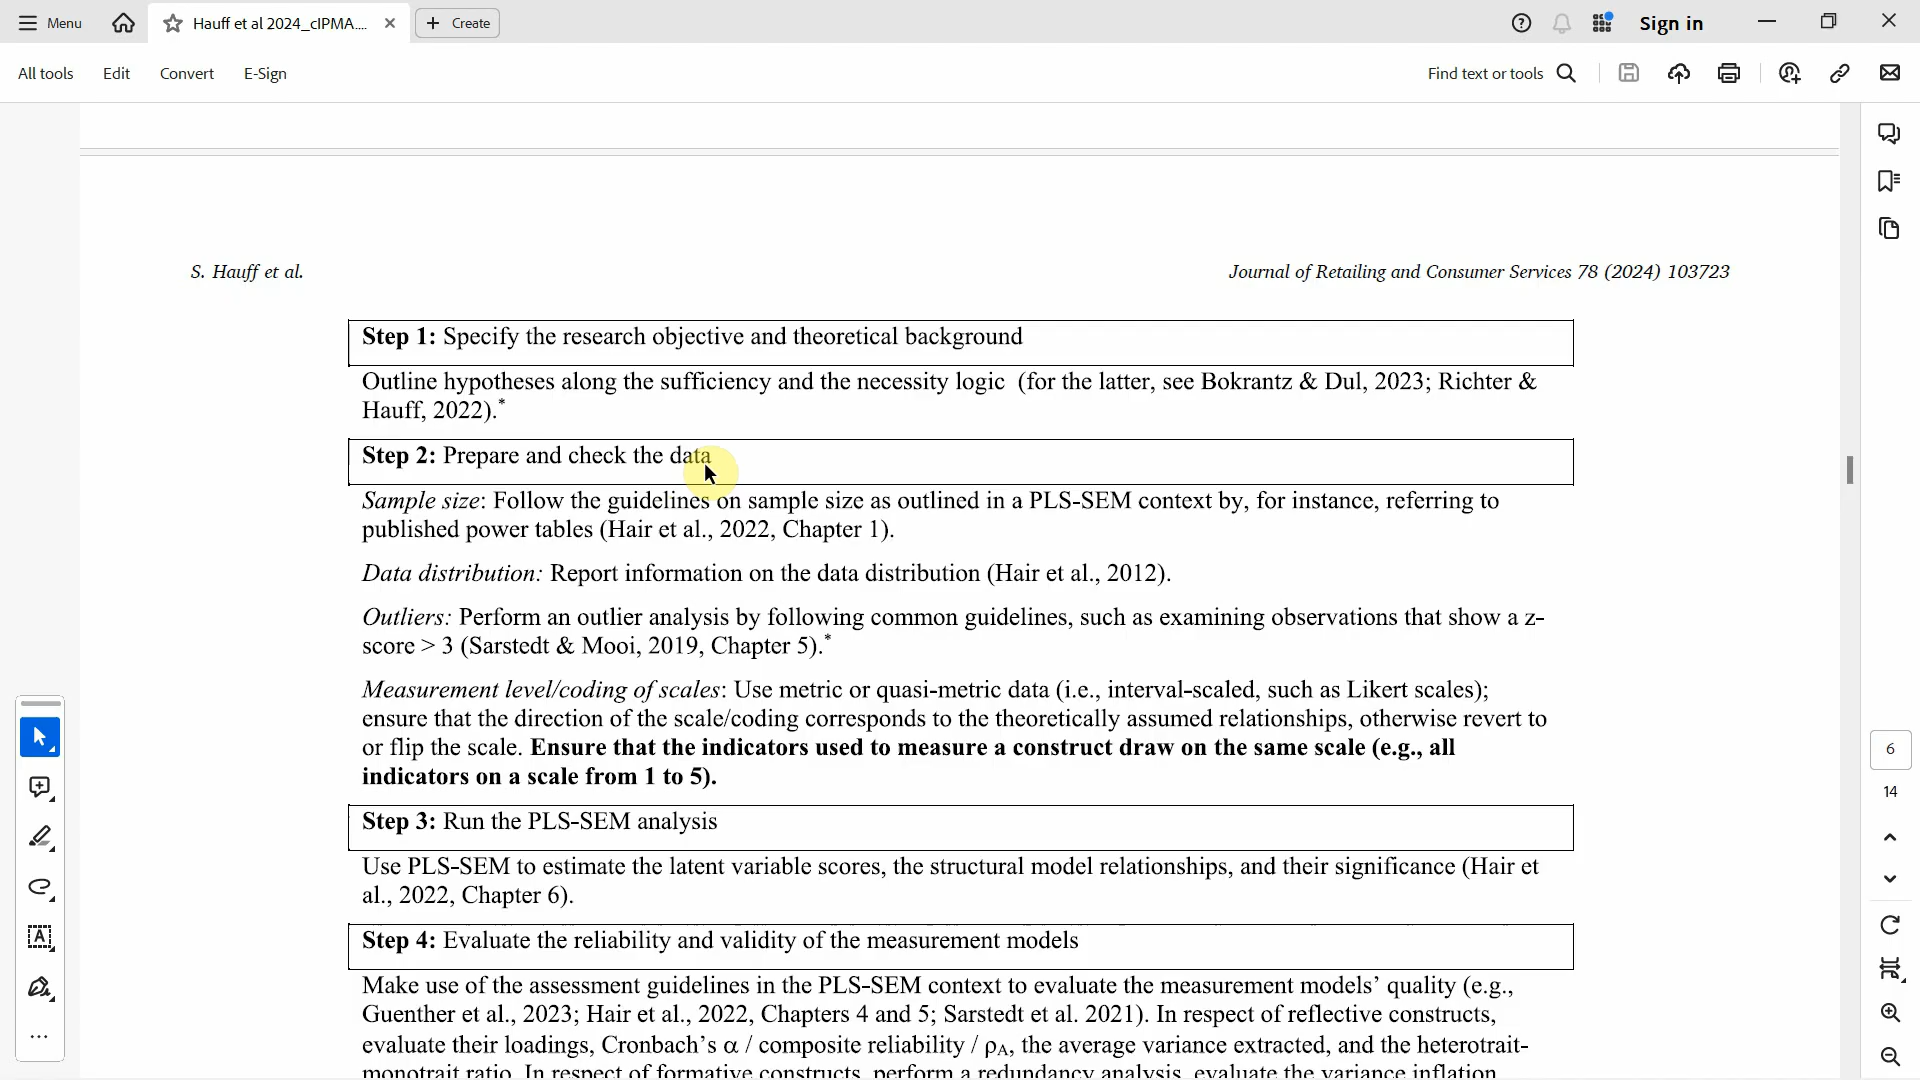 Menu
Hauff et al 2024_cIPMA....
Create
Sign in
All tools
Edit
Convert
E-Sign
Find text or tools
S. Hauff et al.
Journal of Retailing and Consumer Services 78 (2024) 103723
Step 1: Specify the research objective and theoretical background
Outline hypotheses along the sufficiency and the necessity logic (for the latter, see Bokrantz & Dul, 2023; Richter &
Hauff, 2022).*
Step 2: Prepare and check the data
Sample size: Follow the guidelines on sample size as outlined in a PLS-SEM context by, for instance, referring to
published power tables (Hair et al., 2022, Chapter 1).
Data distribution: Report information on the data distribution (Hair et al., 2012).
Outliers: Perform an outlier analysis by following common guidelines, such as examining observations that show a z-
score > 3 (Sarstedt & Mooi, 2019, Chapter 5).*
Measurement level/coding of scales: Use metric or quasi-metric data (i.e., interval-scaled, such as Likert scales);
ensure that the direction of the scale/coding corresponds to the theoretically assumed relationships, otherwise revert to
or flip the scale. Ensure that the indicators used to measure a construct draw on the same scale (e.g., all
indicators on a scale from 1 to 5).
Step 3: Run the PLS-SEM analysis
Use PLS-SEM to estimate the latent variable scores, the structural model relationships, and their significance (Hair et
al., 2022, Chapter 6).
Step 4: Evaluate the reliability and validity of the measurement models
Make use of the assessment guidelines in the PLS-SEM context to evaluate the measurement models' quality (e.g.,
Guenther et al., 2023; Hair et al., 2022, Chapters 4 and 5; Sarstedt et al. 2021). In respect of reflective constructs,
evaluate their loadings, Cronbach's α / composite reliability / ρA, the average variance extracted, and the heterotrait-
monotrait ratio. In respect of formative constructs, perform a redundancy analysis, evaluate the variance inflation
6
14